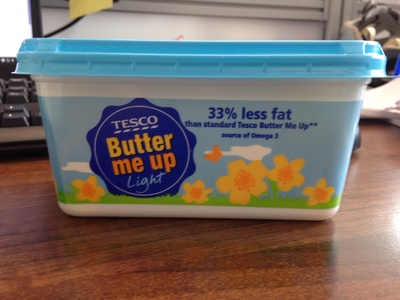 TESCO
Butter
me up
Light
33% less fat
than standard Tesco Butter Me Up**
source of Omega 3